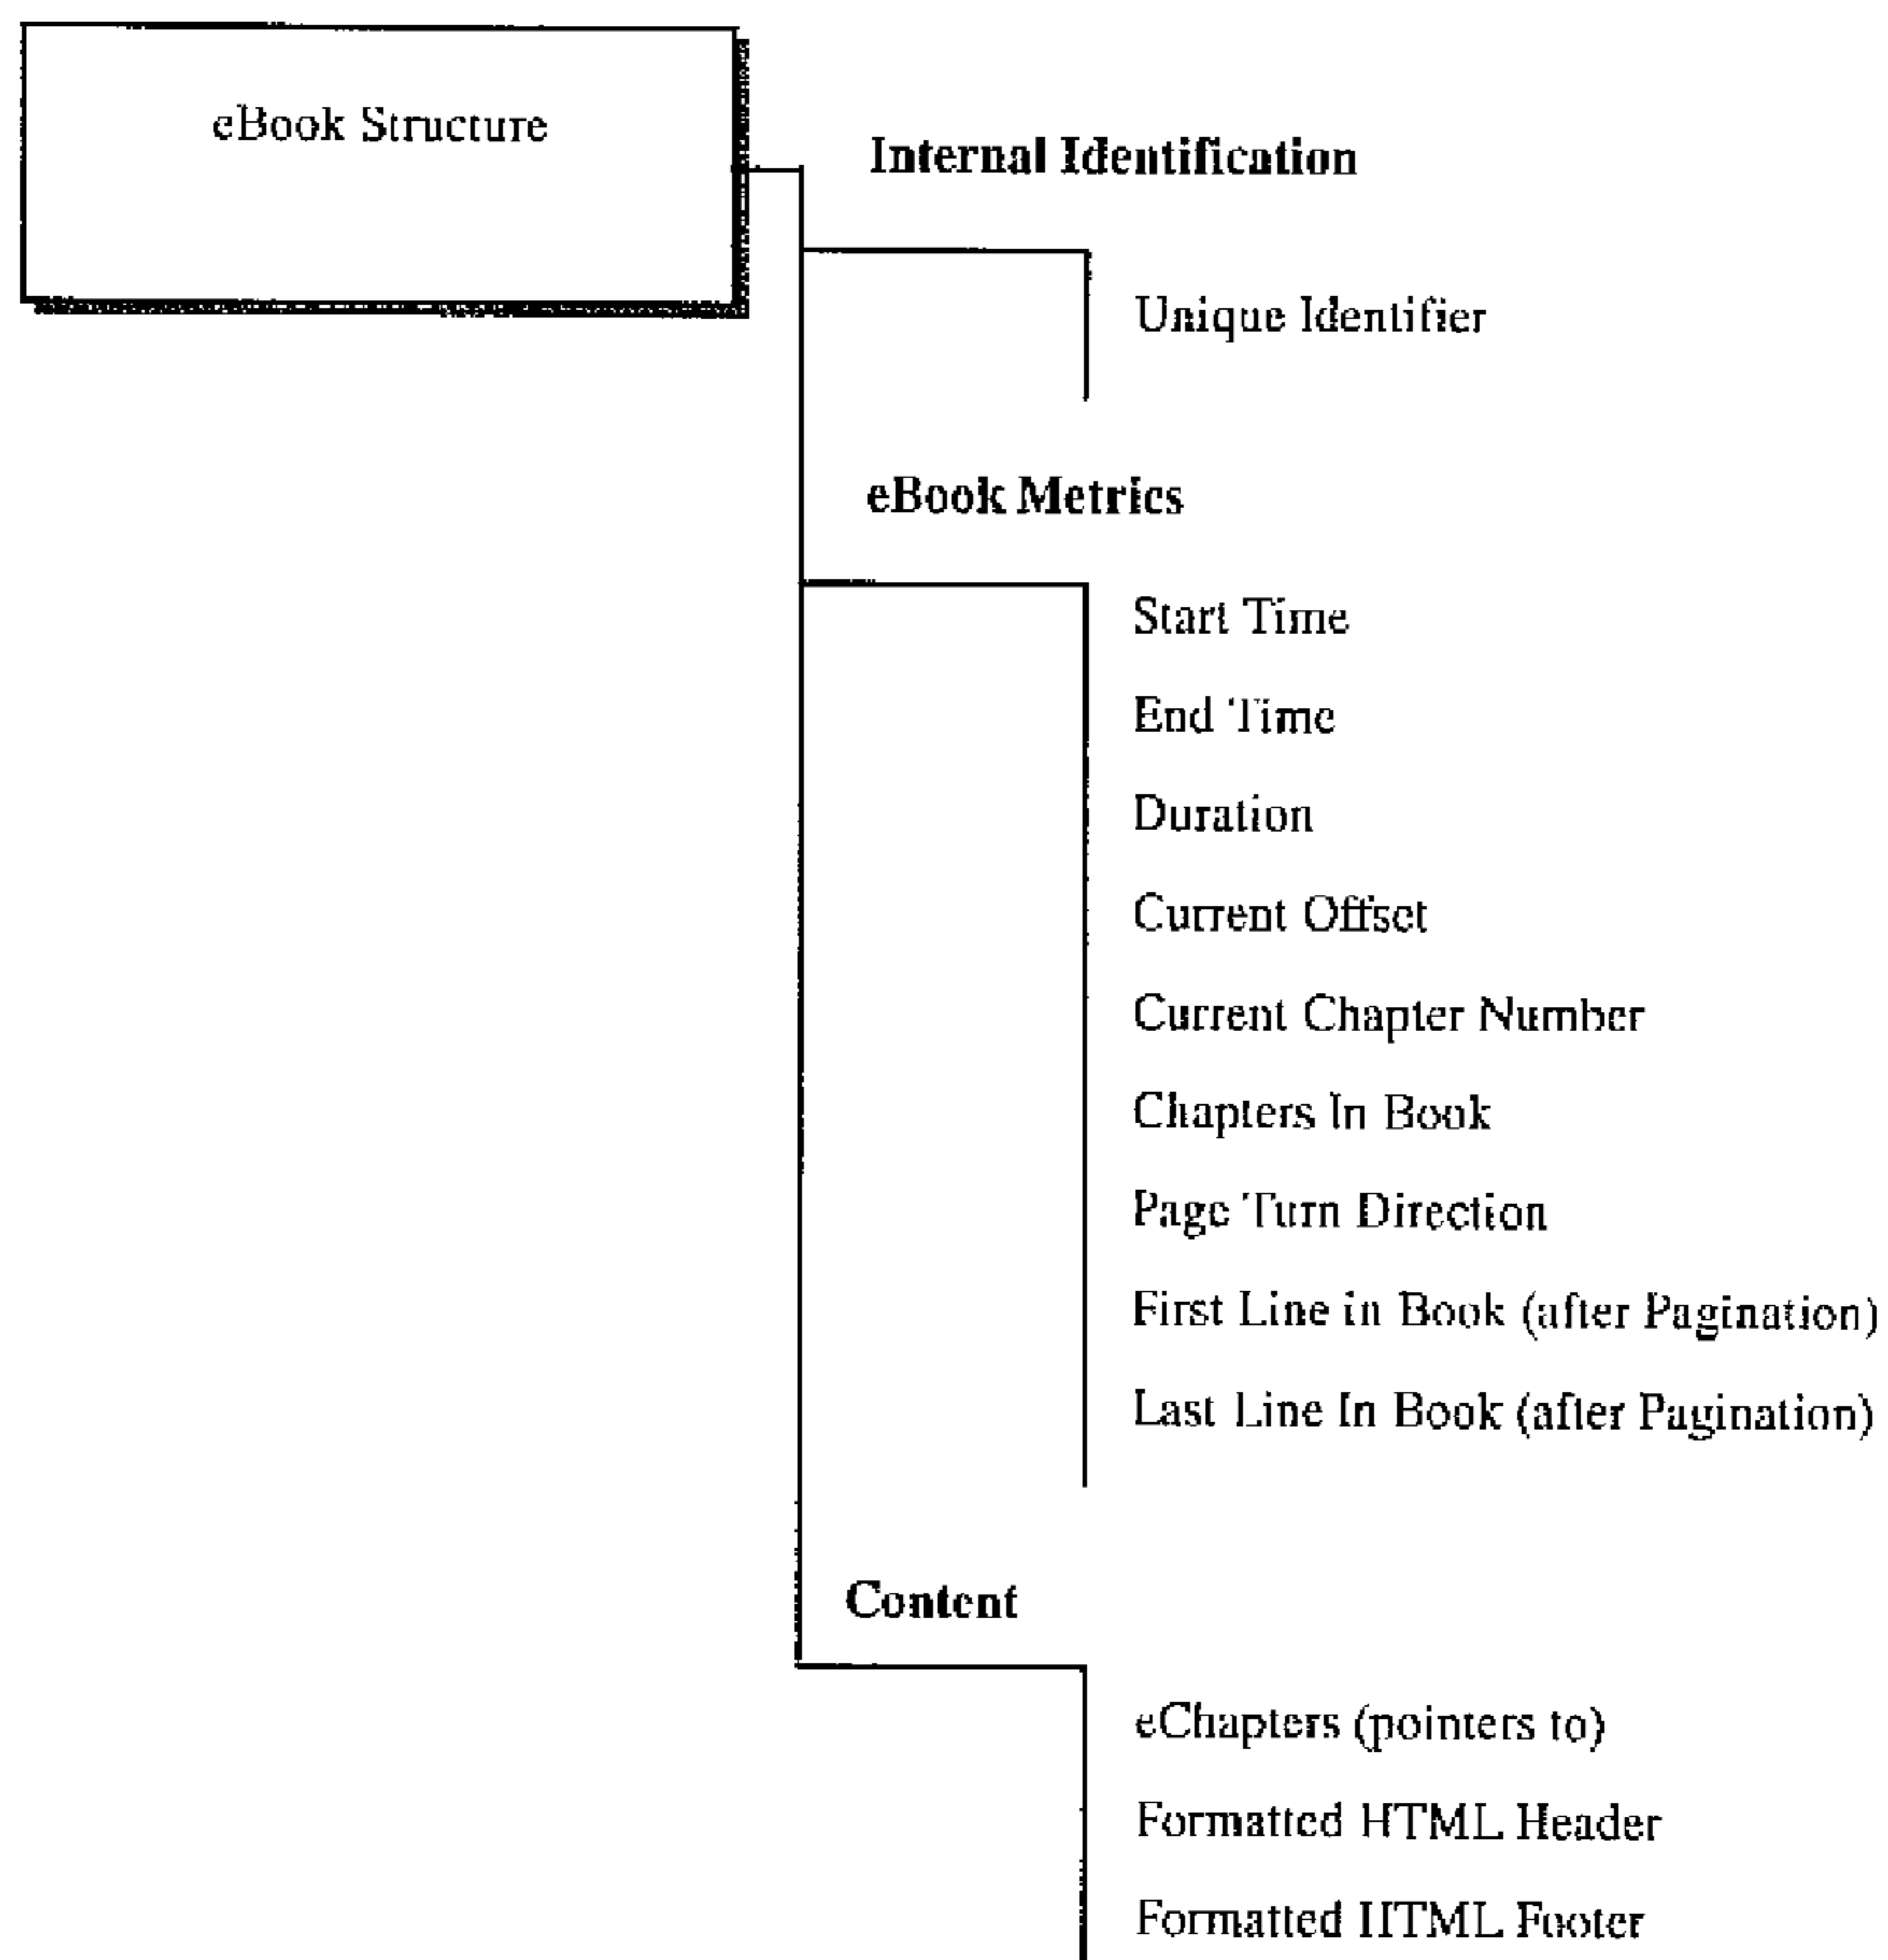 eBook Structure
Internal Identification
Unique Identifier
eBook Metrics
Start Time
End Time
Duration
Current Offset
Current Chapter Number
Chapters In Book
Page Turn Direction
First Line in Book (after Pagination)
Last Line In Book (after Pagination)
Content
eChapters (pointers to)
Formatted HTML Header
Formatted HTML Footer